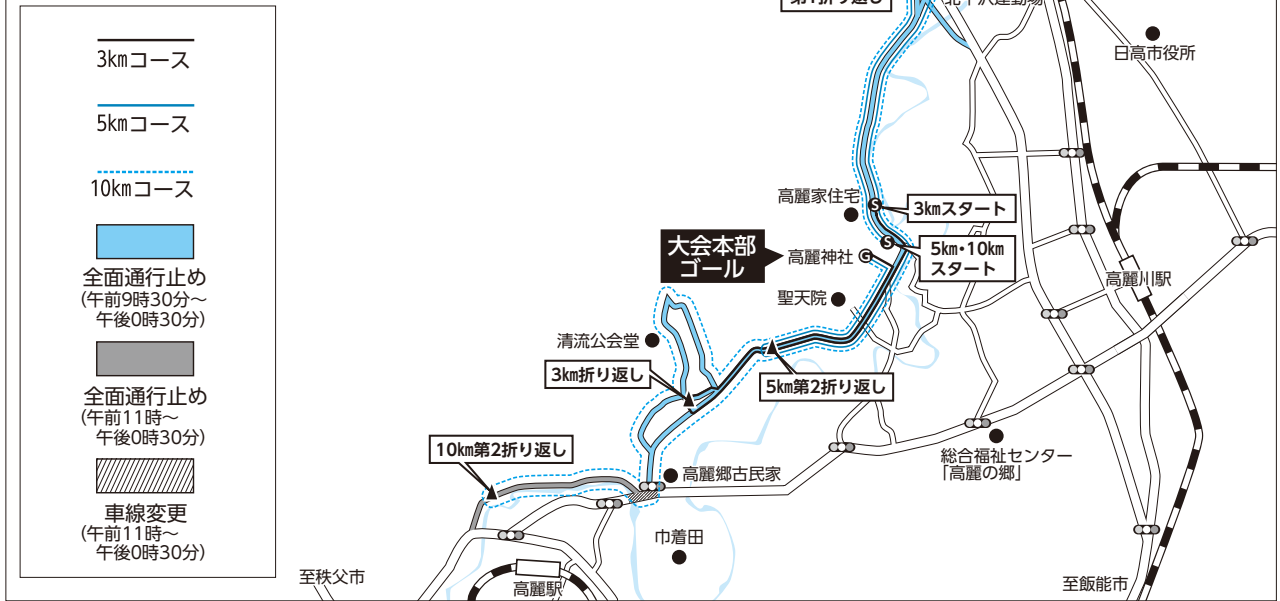 3kmコース
5kmコース
10kmコース
全面通行止め
(午前9時30分～
午後0時30分)
全面通行止め
(午前11時～
午後0時30分)
車線変更
(午前11時～
午後0時30分)
日高市役所
高麗家住宅
S
3kmスタート
S
5km・10km
スタート
大会本部
ゴール
高麗神社
G
高麗川駅
聖天院
清流公会堂
3km折り返し
5km第2折り返し
10km第2折り返し
高麗郷古民家
総合福祉センター
「高麗の郷」
巾着田
至秩父市
高麗駅
至飯能市